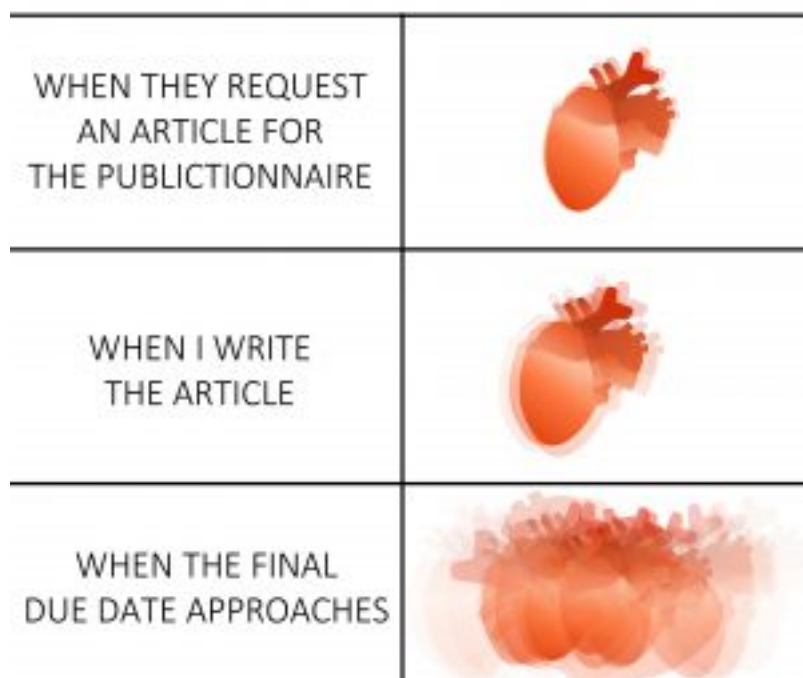 WHEN THEY REQUEST
AN ARTICLE FOR
THE PUBLICTIONNAIRE
WHEN I WRITE
THE ARTICLE
WHEN THE FINAL
DUE DATE APPROACHES